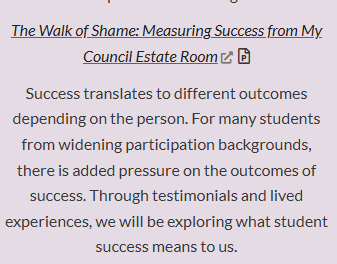 The Walk of Shame: Measuring Success from My
Council Estate Room
Success translates to different outcomes
depending on the person. For many students
from widening participation backgrounds,
there is added pressure on the outcomes of
success. Through testimonials and lived
experiences, we will be exploring what student
success means to us.